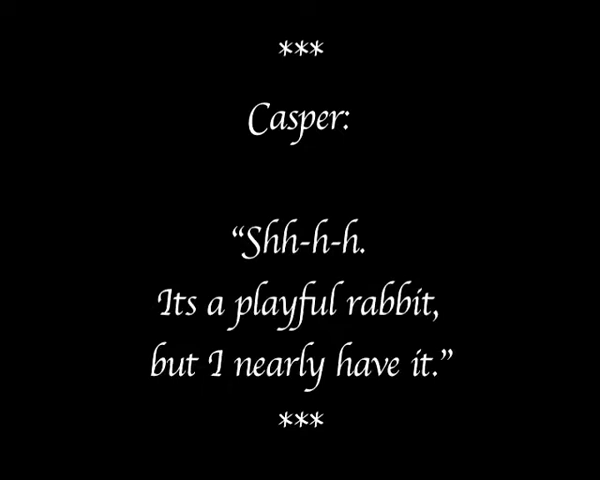 ***
Casper:
“Shh-h-h.
Its a playful rabbit,
but I nearly have it.”
***